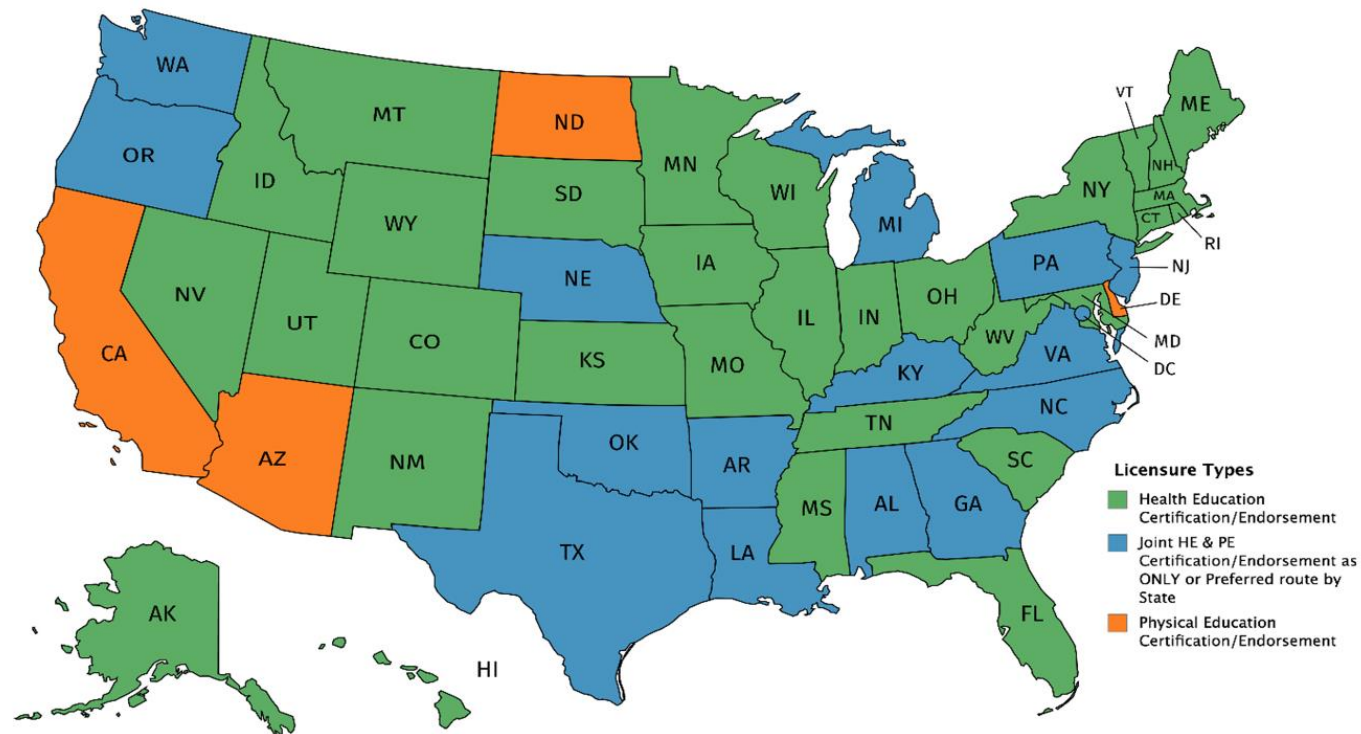 WA
MT
ND
MN
VT
ME
OR
ID
SD
WI
NY
NH
MA
WY
MI
CT
RI
IA
PA
NJ
NE
NV
OH
DE
UT
IL
IN
CO
WV
MD
CA
KS
MO
VA
DC
KY
NC
TN
OK
AZ
NM
AR
SC
MS
AL
GA
TX
LA
FL
AK
HI
Licensure Types
Health Education
Certification/Endorsement
Joint HE & PE
Certification/Endorsement as
ONLY or Preferred route by
State
Physical Education
Certification/Endorsement